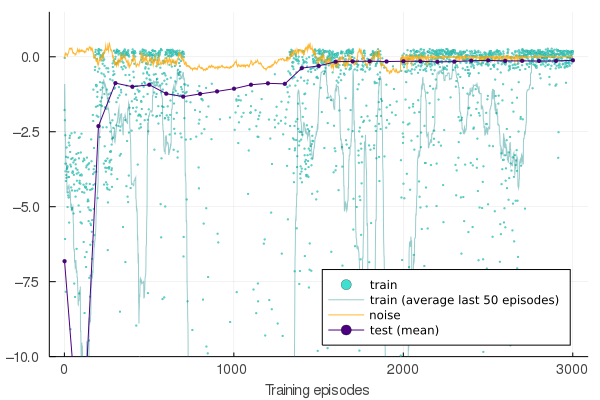 0.0
−2.5
−5.0
−7.5
−10.0
0
1000
2000
3000
Training episodes
train
train (average last 50 episodes)
noise
test (mean)